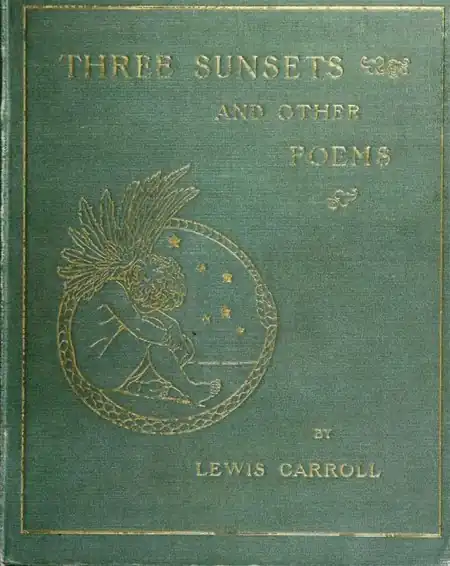 THREE SUNSETS
AND OTHER
POEMS
BY
LEWIS CARROLL